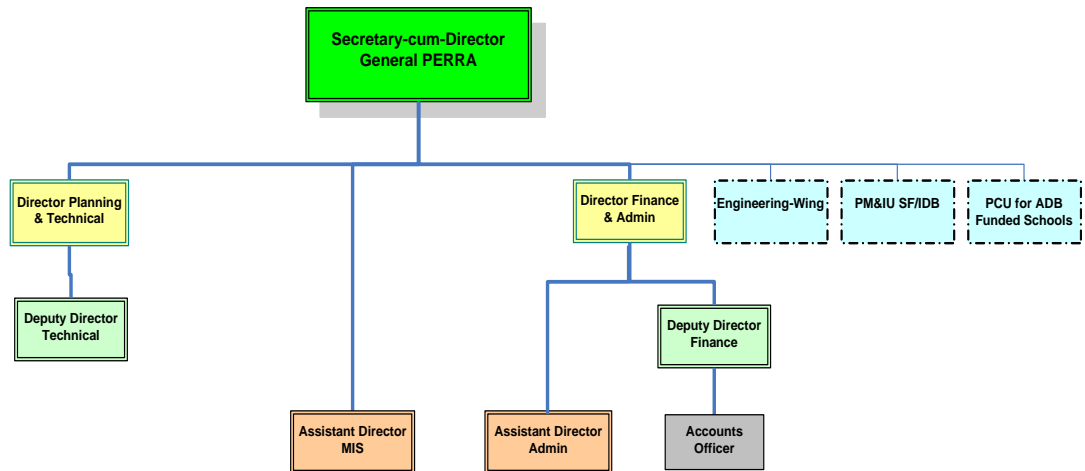 Secretary-cum-Director
General PERRA
Director Planning
& Technical
Director Finance
& Admin
Engineering-Wing
PM&IU SF/IDB
PCU for ADB
Funded Schools
Deputy Director
Technical
Deputy Director
Finance
Assistant Director
MIS
Assistant Director
Admin
Accounts
Officer